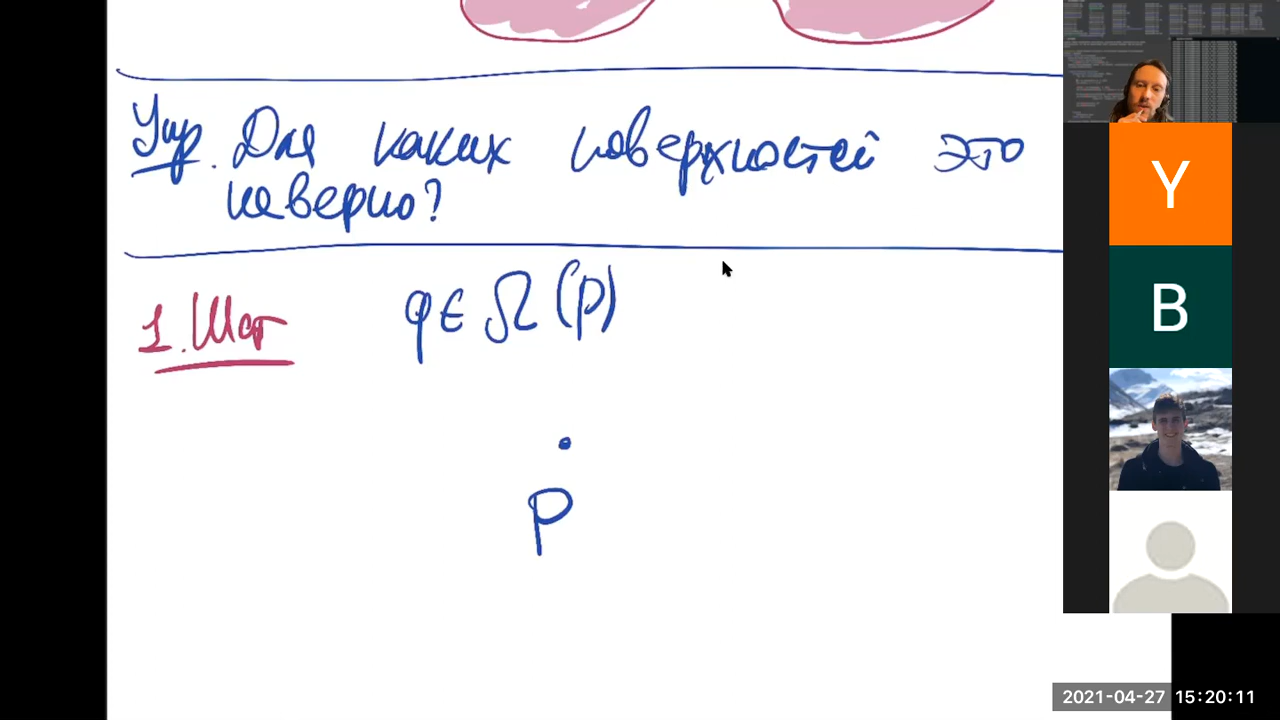 Упр. Для каких поверхностей это
неверно?
1. Шаг q ∈ Ω (p)
p
Y
B
2021-04-27 15:20:11